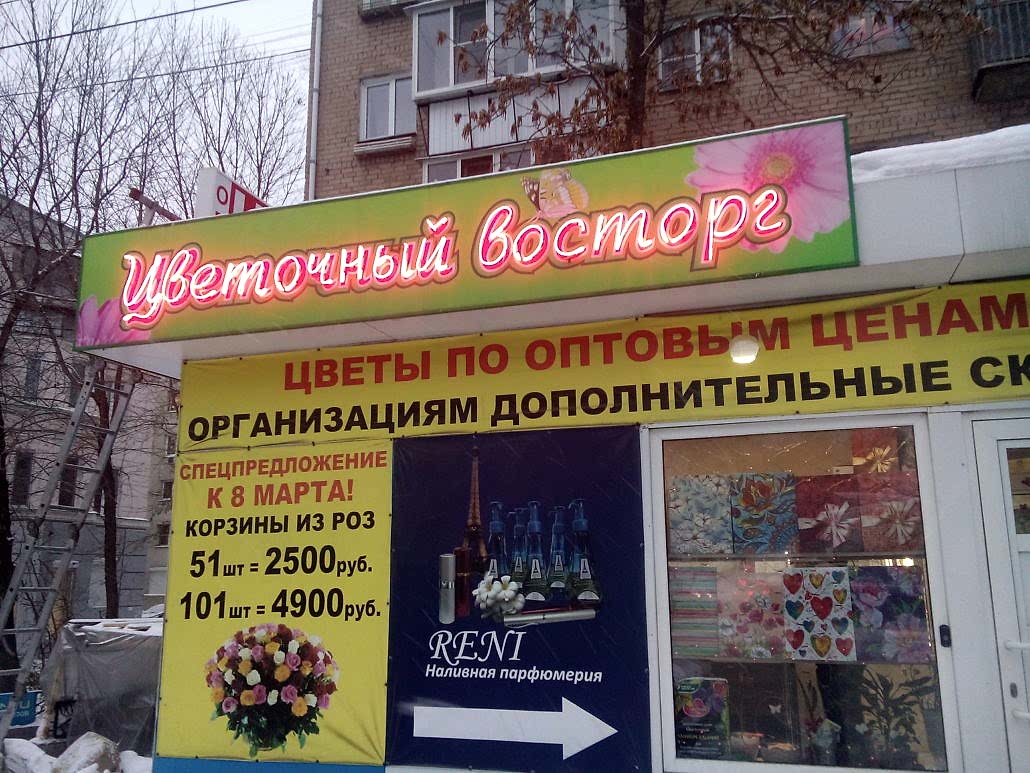 Цветочный восторг
ЦВЕТЫ ПО ОПТОВЫМ ЦЕНАМ
ОРГАНИЗАЦИЯМ ДОПОЛНИТЕЛЬНЫЕ СК
СПЕЦПРЕДЛОЖЕНИЕ
К 8 МАРТА!
КОРЗИНЫ ИЗ РОЗ
51шт = 2500руб.
101шт = 4900руб.
RENI
Наливная парфюмерия